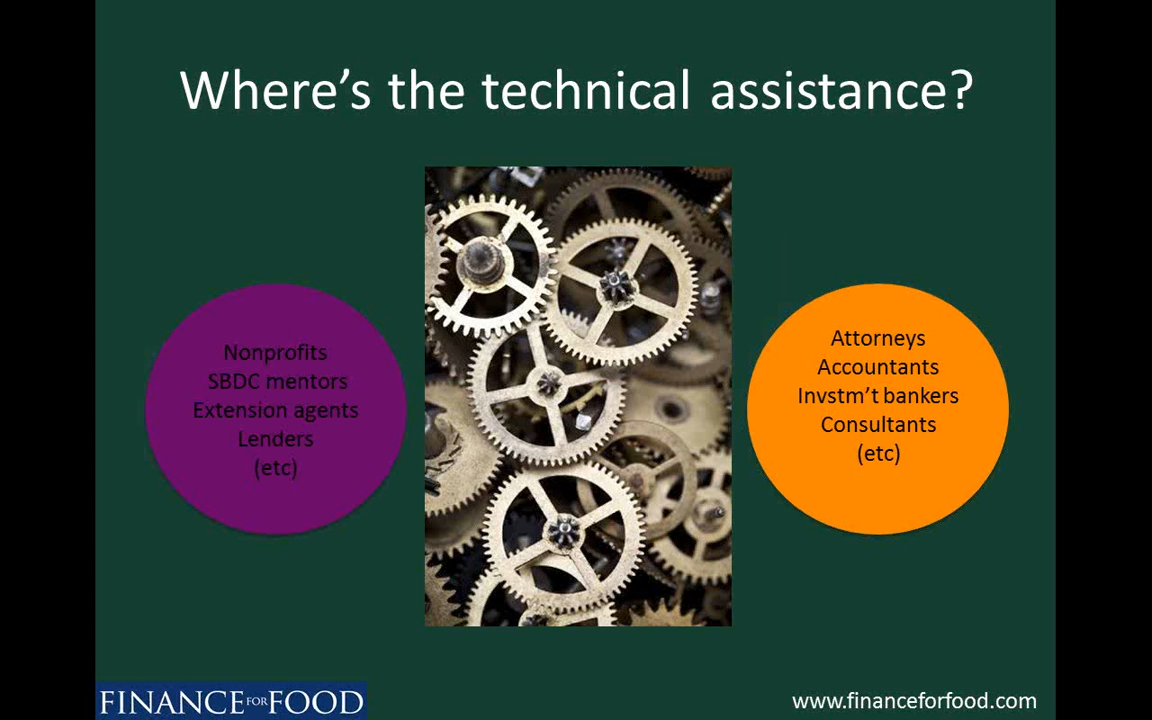 Where's the technical assistance?
Nonprofits
SBDC mentors
Extension agents
Lenders
(etc)
Attorneys
Accountants
Invstm't bankers
Consultants
(etc)
FINANCE FOR FOOD
www.financeforfood.com